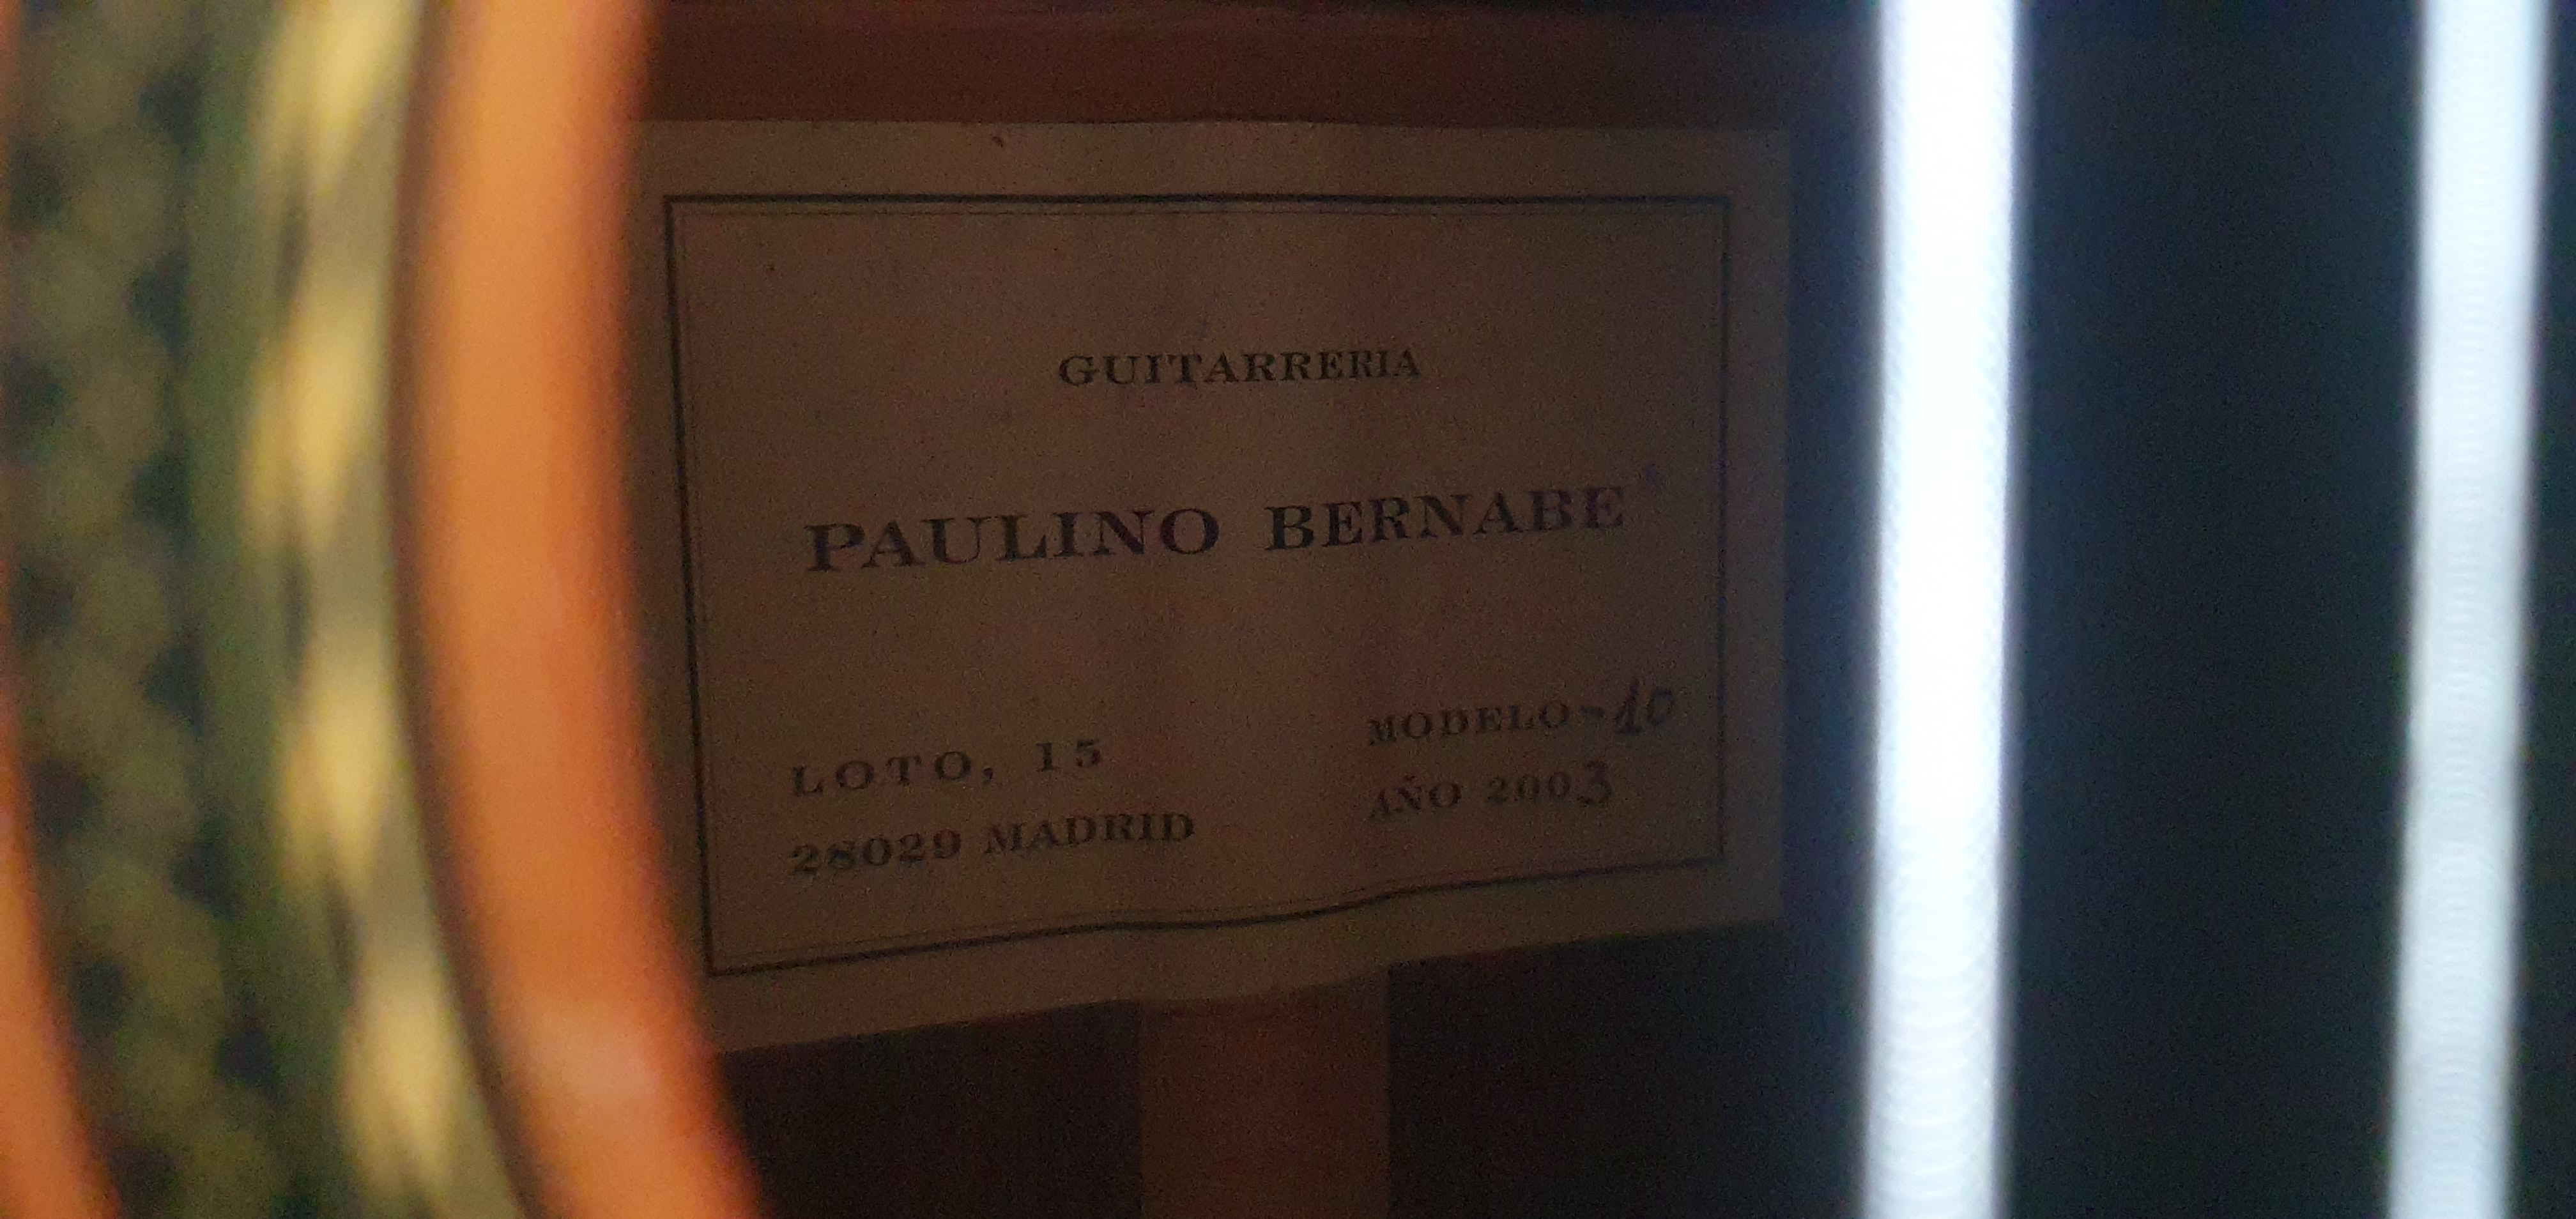 GUITARRERIA
PAULINO BERNABE
LOTO, 15
28029 MADRID
MODELO-10
AÑO 2003